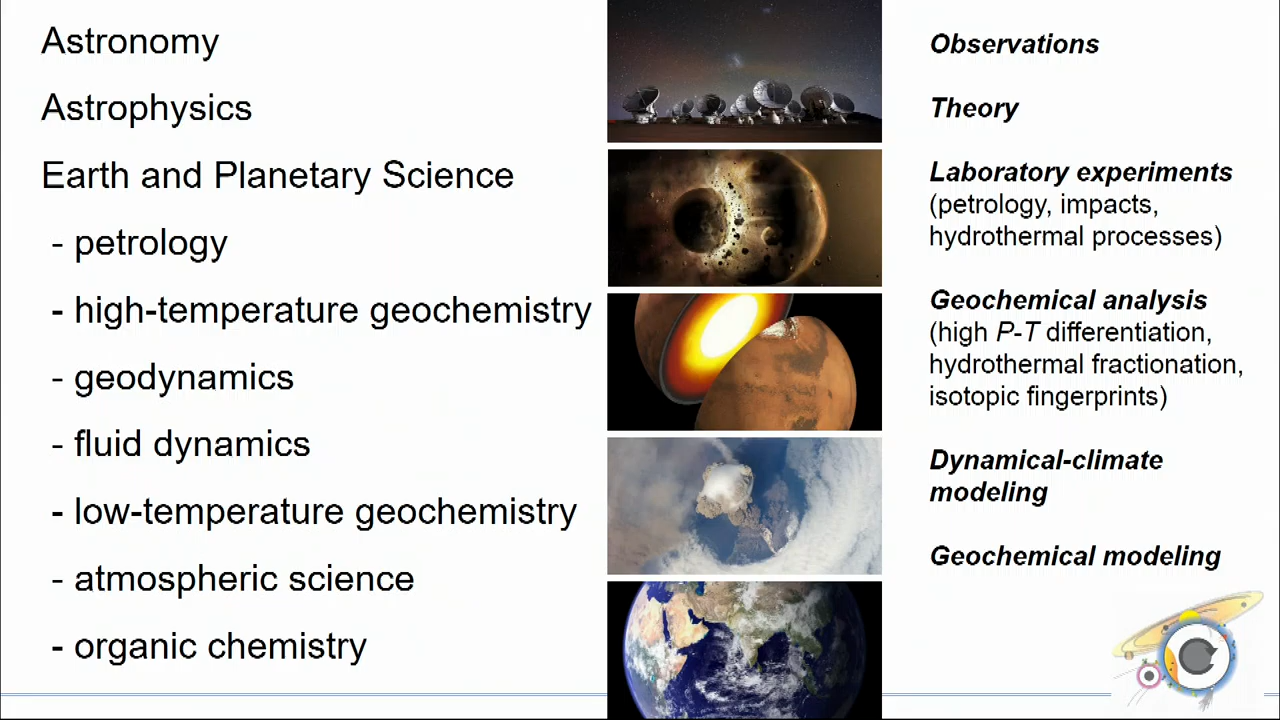 Astronomy
Astrophysics
Earth and Planetary Science
- petrology
- high-temperature geochemistry
- geodynamics
- fluid dynamics
- low-temperature geochemistry
- atmospheric science
- organic chemistry
Observations
Theory
Laboratory experiments
(petrology, impacts,
hydrothermal processes)
Geochemical analysis
(high P-T differentiation,
hydrothermal fractionation,
isotopic fingerprints)
Dynamical-climate
modeling
Geochemical modeling